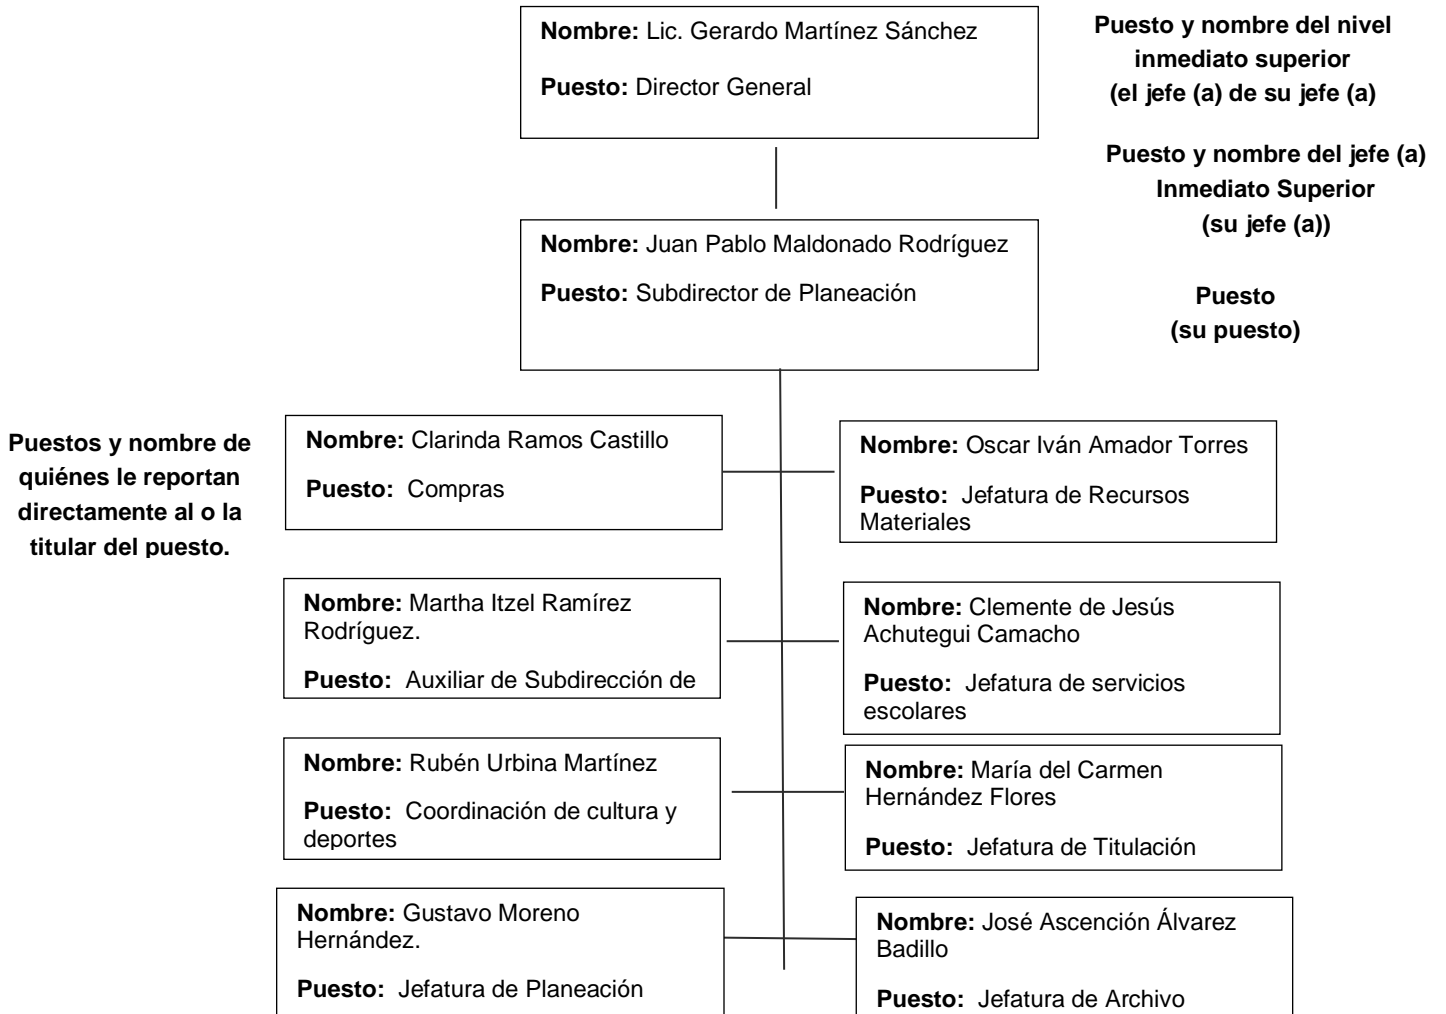 Nombre: Lic. Gerardo Martínez Sánchez
Puesto: Director General
Puesto y nombre del nivel
inmediato superior
(el jefe (a) de su jefe (a)
Puesto y nombre del jefe (a)
Inmediato Superior
(su jefe (a))
Nombre: Juan Pablo Maldonado Rodríguez
Puesto: Subdirector de Planeación
Puesto
(su puesto)
Puestos y nombre de
quiénes le reportan
directamente al o la
titular del puesto.
Nombre: Clarinda Ramos Castillo
Puesto: Compras
Nombre: Oscar Iván Amador Torres
Puesto: Jefatura de Recursos
Materiales
Nombre: Martha Itzel Ramírez
Rodríguez.
Puesto: Auxiliar de Subdirección de
Nombre: Clemente de Jesús
Achutegui Camacho
Puesto: Jefatura de servicios
escolares
Nombre: Rubén Urbina Martínez
Puesto: Coordinación de cultura y
deportes
Nombre: María del Carmen
Hernández Flores
Puesto: Jefatura de Titulación
Nombre: Gustavo Moreno
Hernández.
Puesto: Jefatura de Planeación
Nombre: José Ascención Álvarez
Badillo
Puesto: Jefatura de Archivo